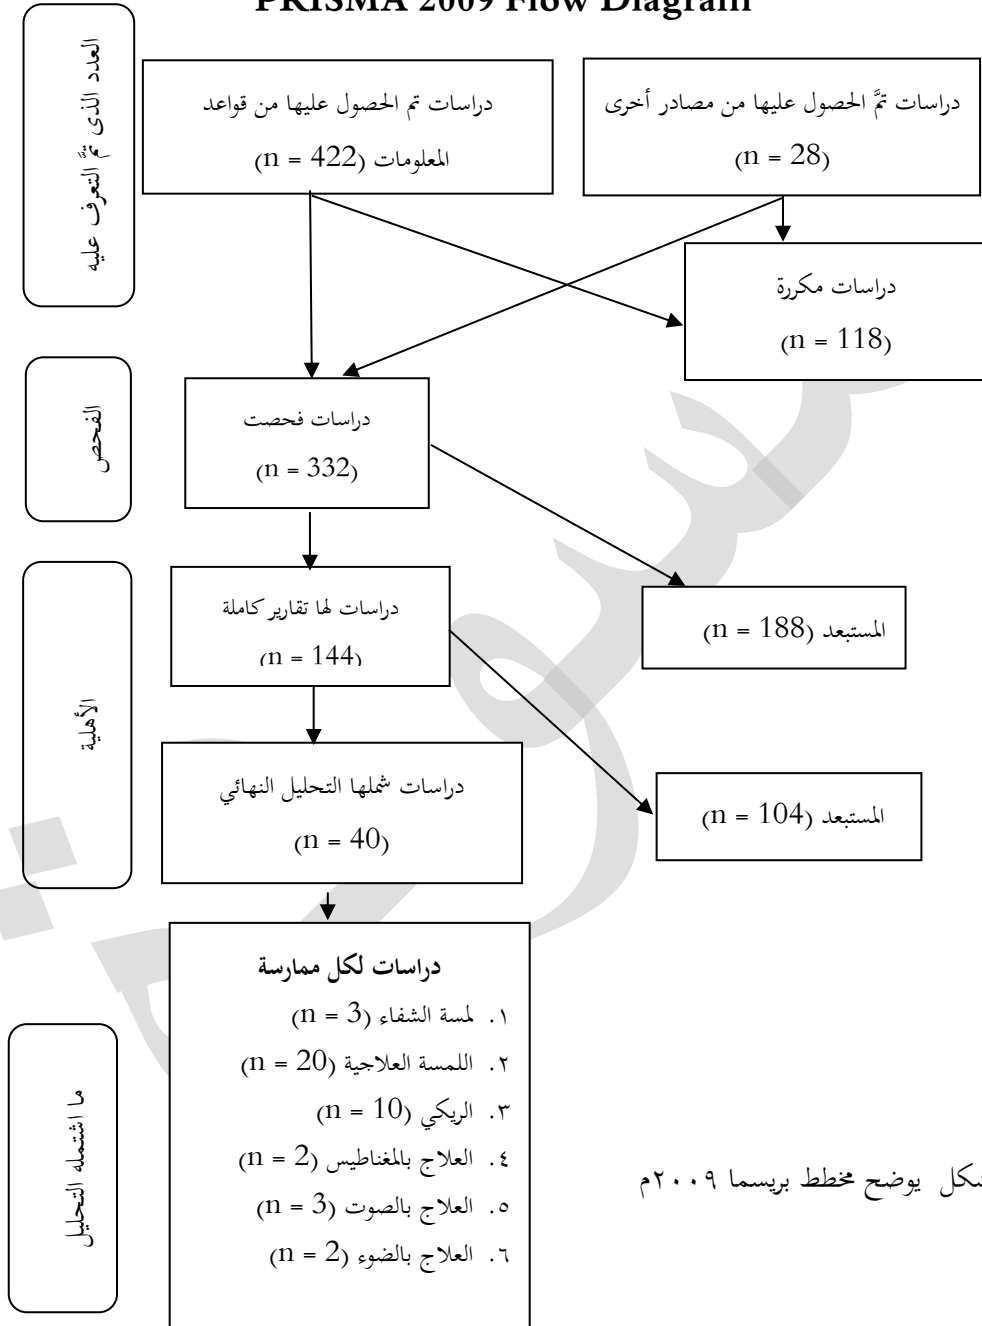 PRISMA 2009 Flow Diagram
العدد الذى تمَّ التعرف عليه
دراسات تم الحصول عليها من قواعد
المعلومات (n = 422)
دراسات تمَّ الحصول عليها من مصادر أخرى
(n = 28)
دراسات مكررة
(n = 118)
الفحص
دراسات فحصت
(n = 332)
الأهلية
دراسات لها تقارير كاملة
(n = 144)
المستبعد (n = 188)
دراسات شملها التحليل النهائي
(n = 40)
المستبعد (n = 104)
ما اشتمله التحليل
دراسات لكل ممارسة
١. لمسة الشفاء (n = 3)
٢. اللمسة العلاجية (n = 20)
٣. الريكي (n = 10)
٤. العلاج بالمغناطيس (n = 2)
٥. العلاج بالصوت (n = 3)
٦. العلاج بالضوء (n = 2)
شكل يوضح مخطط بريسما ٢٠٠٩م